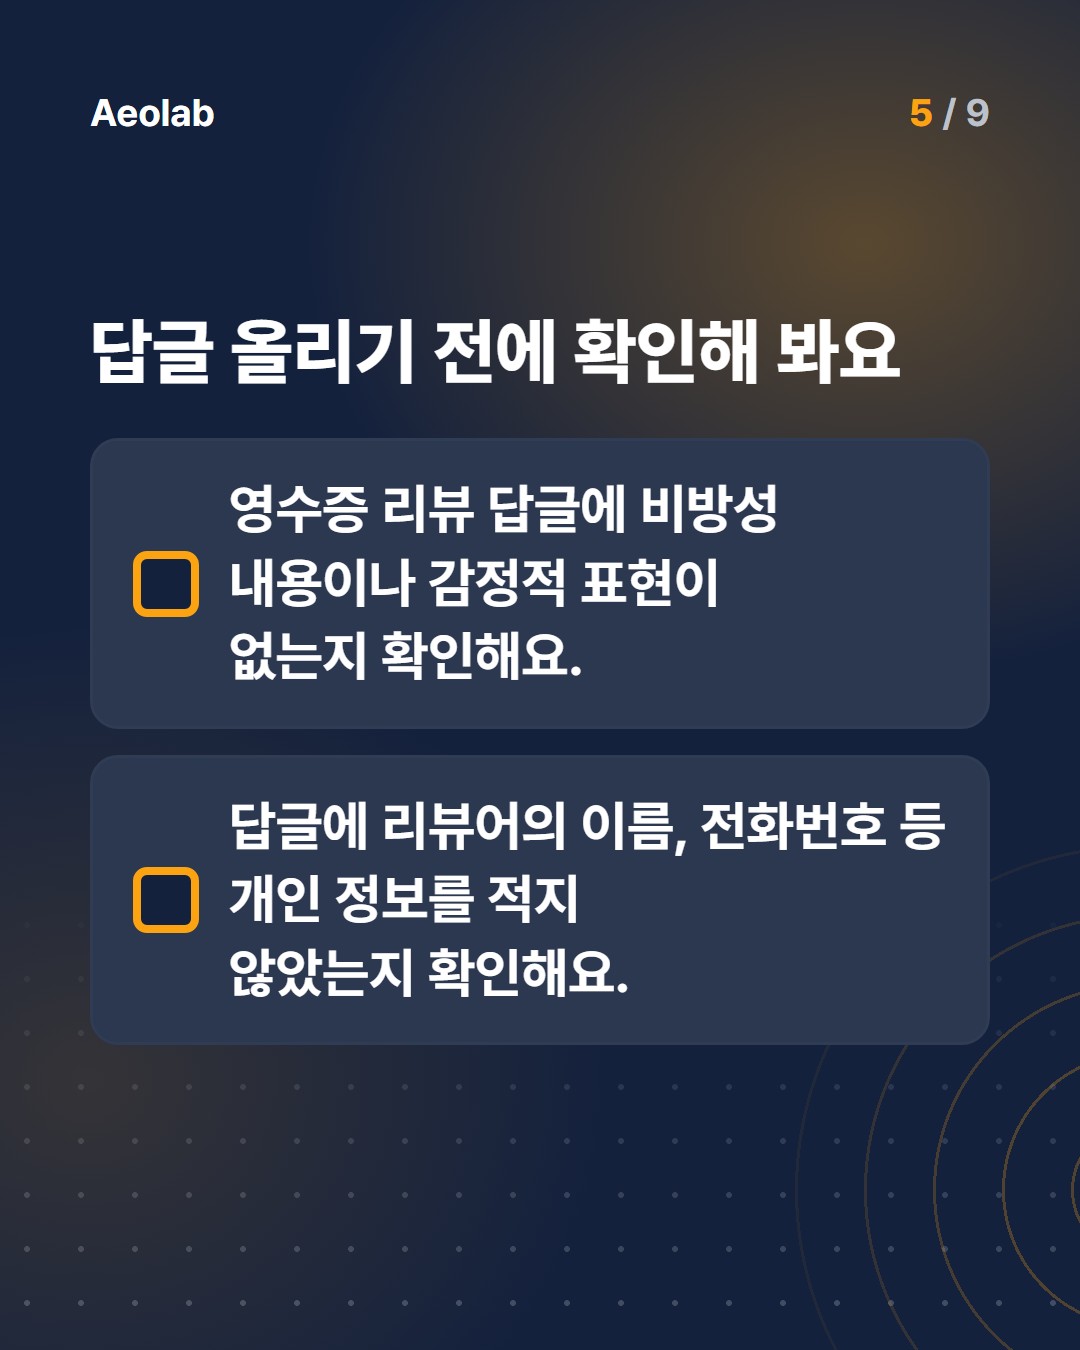 Aeolab
5 / 9
답글 올리기 전에 확인해 봐요
영수증 리뷰 답글에 비방성
내용이나 감정적 표현이
없는지 확인해요.
답글에 리뷰어의 이름, 전화번호 등
개인 정보를 적지
않았는지 확인해요.